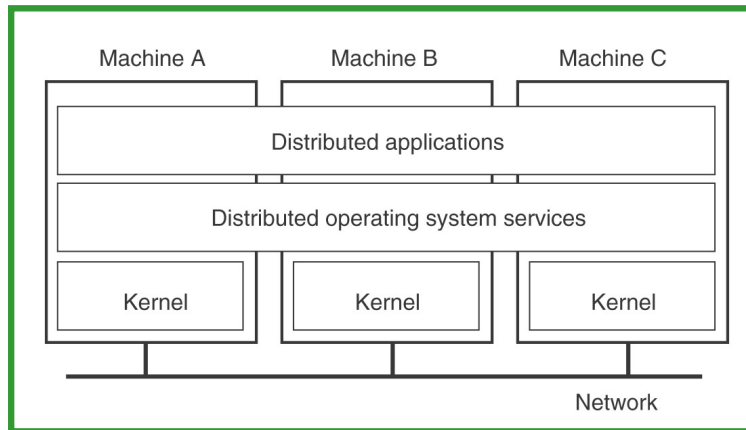 Machine A
Machine B
Machine C
Distributed applications
Distributed operating system services
Kernel
Kernel
Kernel
Network